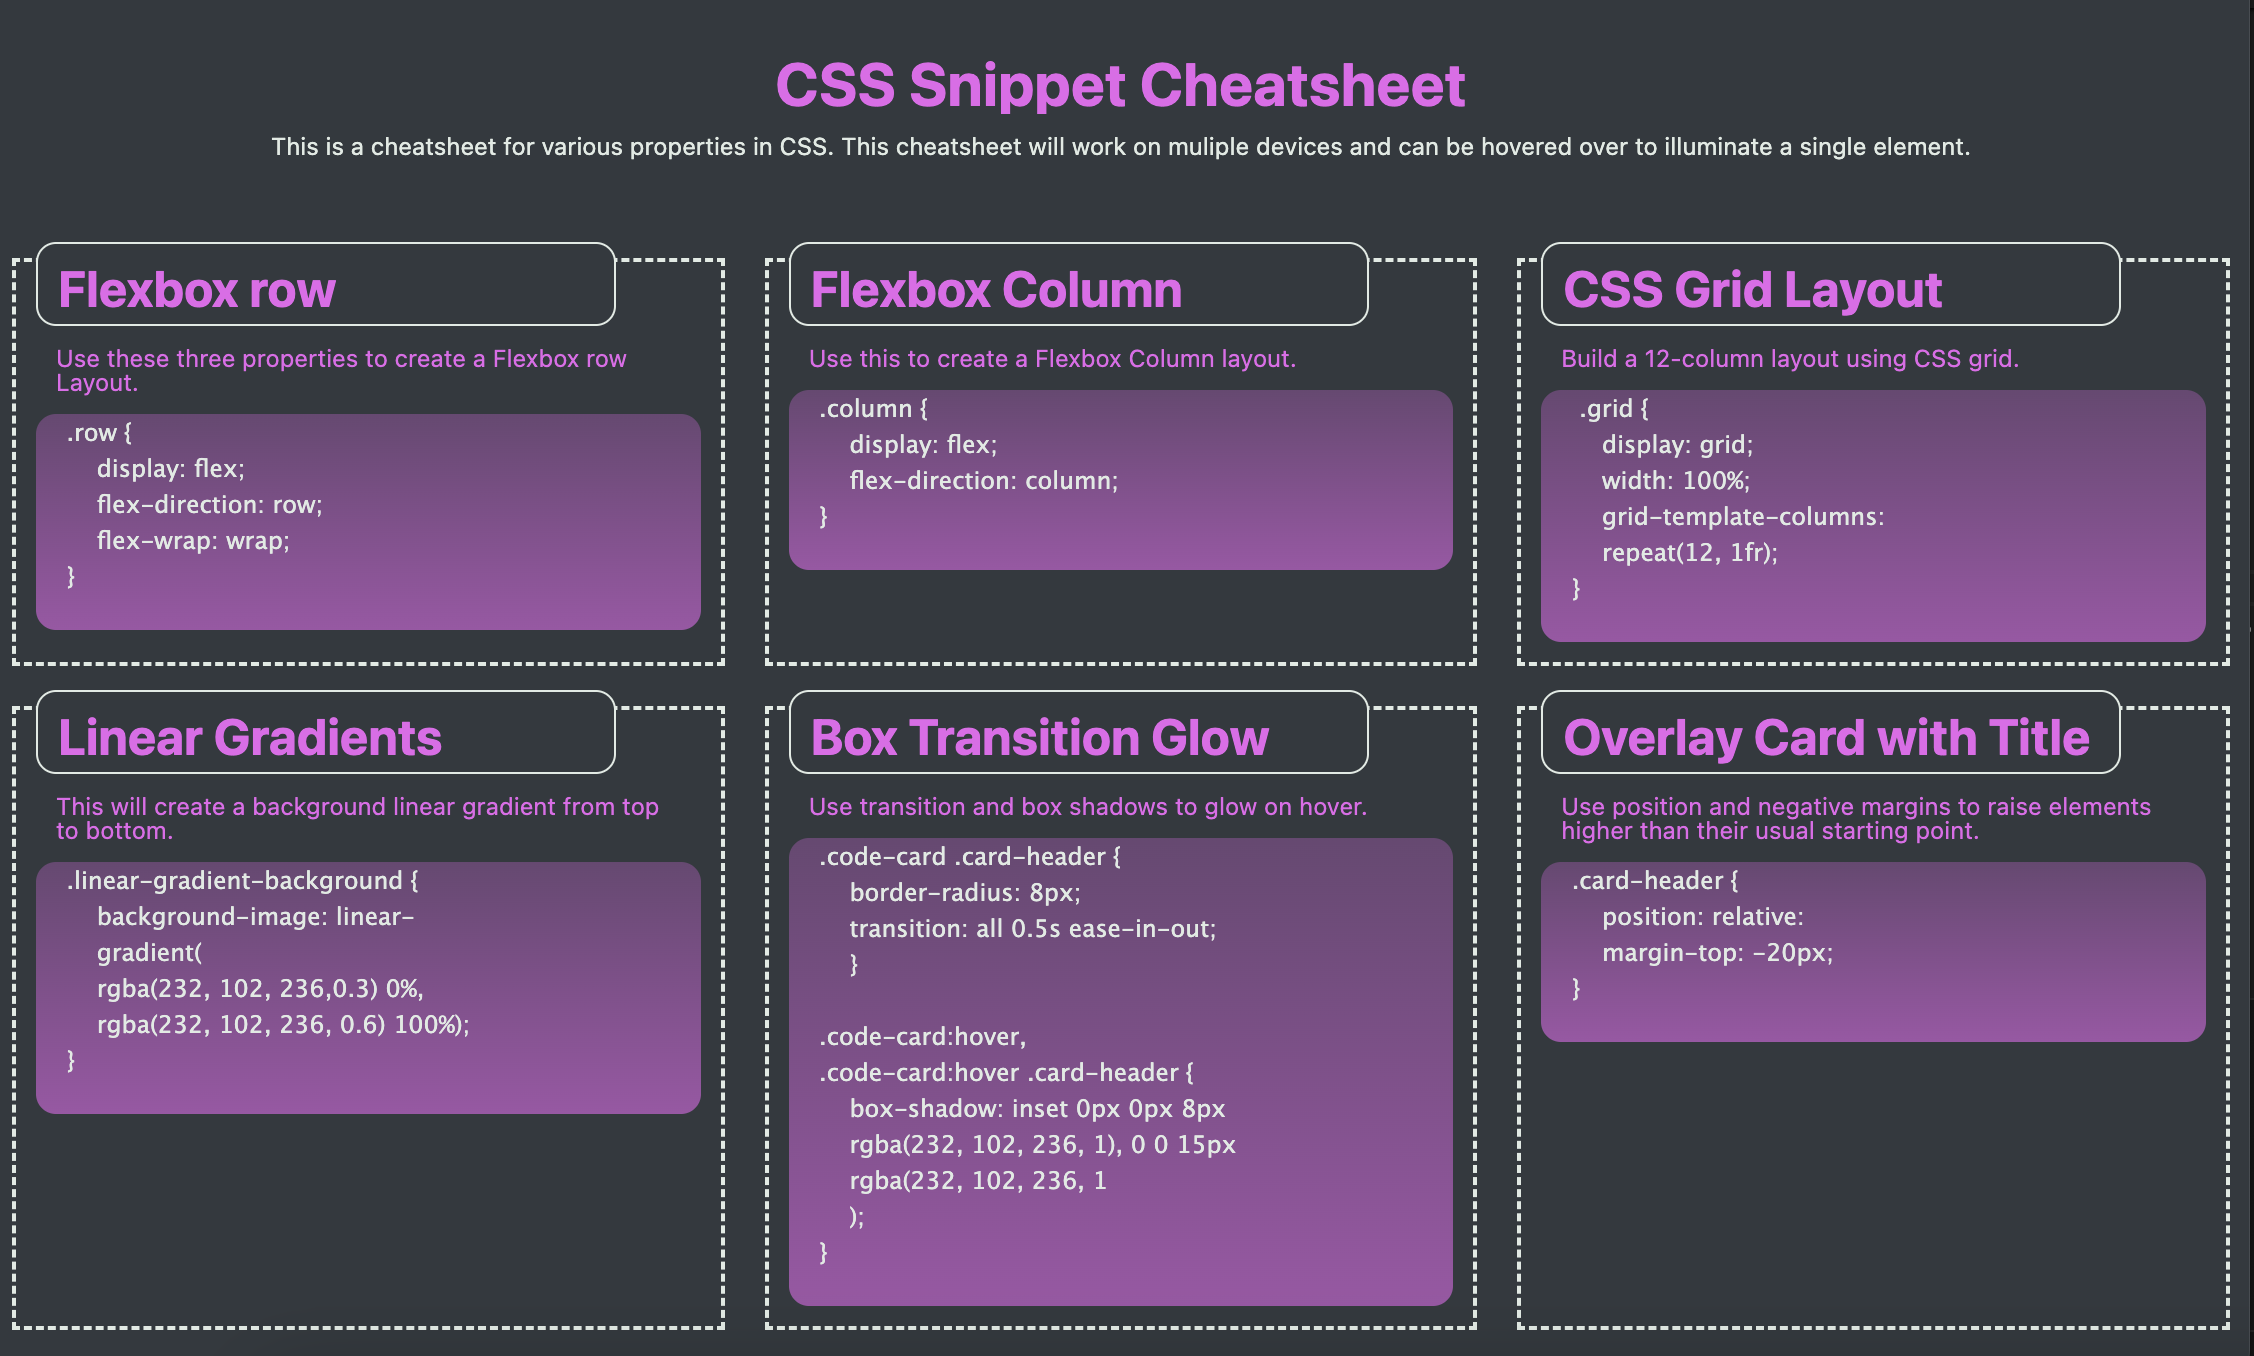 CSS Snippet Cheatsheet
This is a cheatsheet for various properties in CSS. This cheatsheet will work on muliple devices and can be hovered over to illuminate a single element.
Flexbox row
Use these three properties to create a Flexbox row
Layout.
.row {
display: flex;
flex-direction: row;
flex-wrap: wrap;
}
Flexbox Column
Use this to create a Flexbox Column layout.
.column {
display: flex;
flex-direction: column;
}
CSS Grid Layout
Build a 12-column layout using CSS grid.
.grid {
display: grid;
width: 100%;
grid-template-columns:
repeat(12, 1fr);
}
Linear Gradients
This will create a background linear gradient from top
to bottom.
.linear-gradient-background {
background-image: linear-
gradient(
rgba(232, 102, 236,0.3) 0%,
rgba(232, 102, 236, 0.6) 100%);
}
Box Transition Glow
Use transition and box shadows to glow on hover.
.code-card .card-header {
border-radius: 8px;
transition: all 0.5s ease-in-out;
}
.code-card:hover,
.code-card:hover .card-header {
box-shadow: inset 0px 0px 8px
rgba(232, 102, 236, 1), 0 0 15px
rgba(232, 102, 236, 1
);
}
Overlay Card with Title
Use position and negative margins to raise elements
higher than their usual starting point.
.card-header {
position: relative:
margin-top: -20px;
}